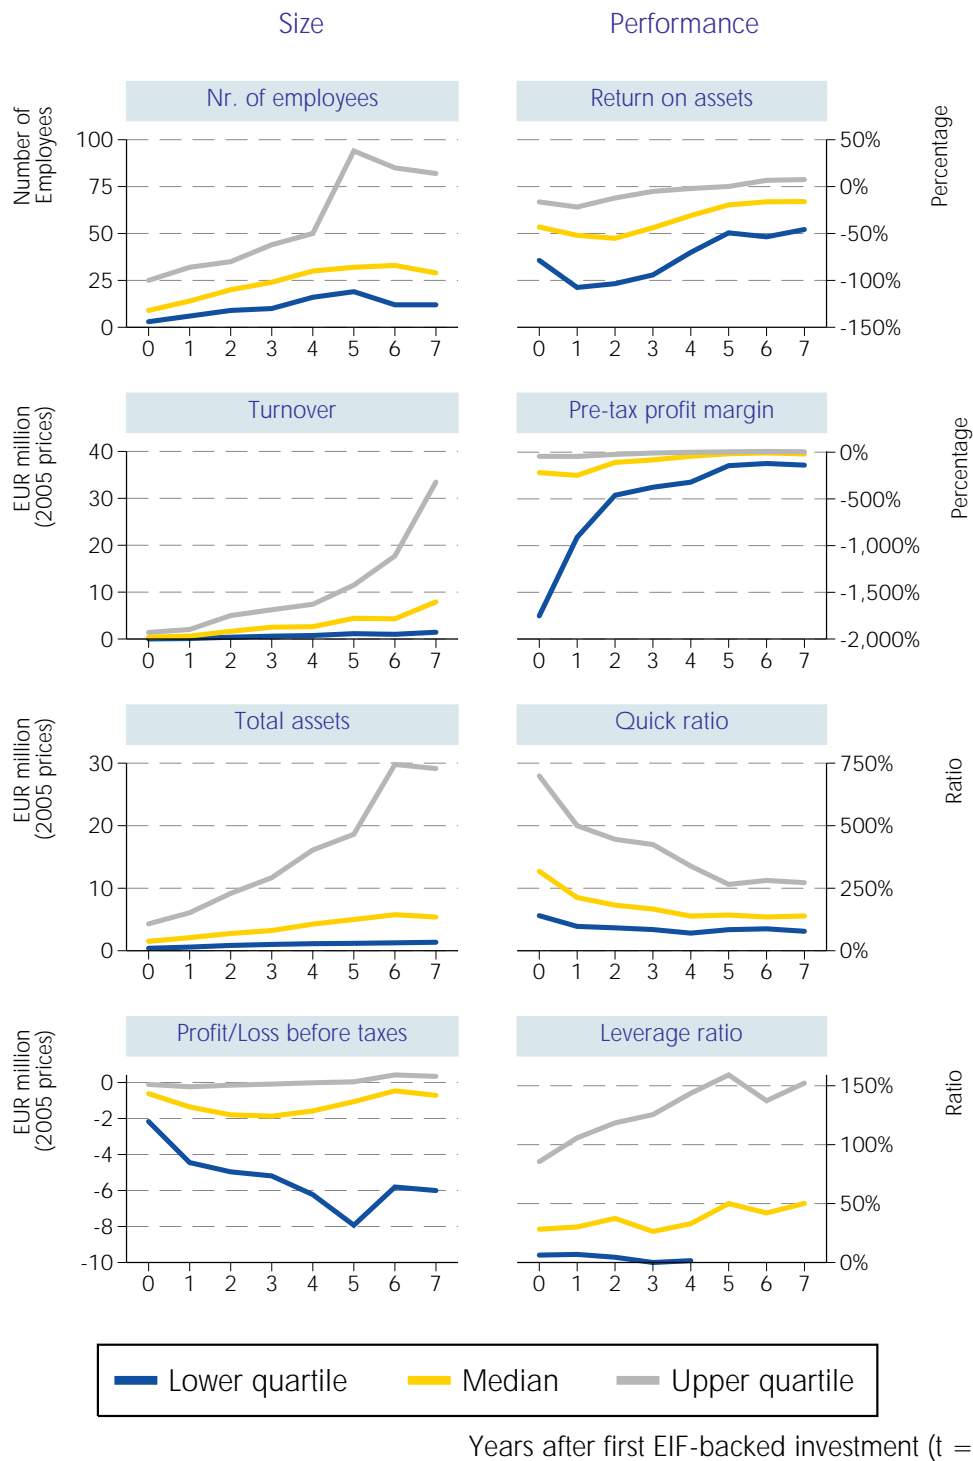 Size
Performance
Nr. of employees
Number of
Employees
100
75
50
25
0
0 1 2 3 4 5 6 7
Return on assets
Percentage
50%
0%
-50%
-100%
-150%
0 1 2 3 4 5 6 7
Turnover
EUR million
(2005 prices)
40
30
20
10
0
0 1 2 3 4 5 6 7
Pre-tax profit margin
Percentage
0%
-500%
-1,000%
-1,500%
-2,000%
0 1 2 3 4 5 6 7
Total assets
EUR million
(2005 prices)
30
20
10
0
0 1 2 3 4 5 6 7
Quick ratio
Ratio
750%
500%
250%
0%
0 1 2 3 4 5 6 7
Profit/Loss before taxes
EUR million
(2005 prices)
0
-2
-4
-6
-8
-10
0 1 2 3 4 5 6 7
Leverage ratio
Ratio
150%
100%
50%
0%
0 1 2 3 4 5 6 7
Lower quartile
Median
Upper quartile
Years after first EIF-backed investment (t =